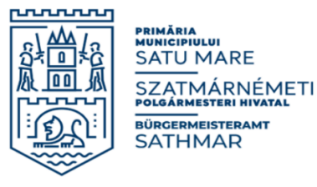 PRIMĂRIA
MUNICIPIULUI
SATU MARE
SZATMÁRNÉMETI
POLGÁRMESTERI HIVATAL
BÜRGERMEISTERAMT
SATHMAR